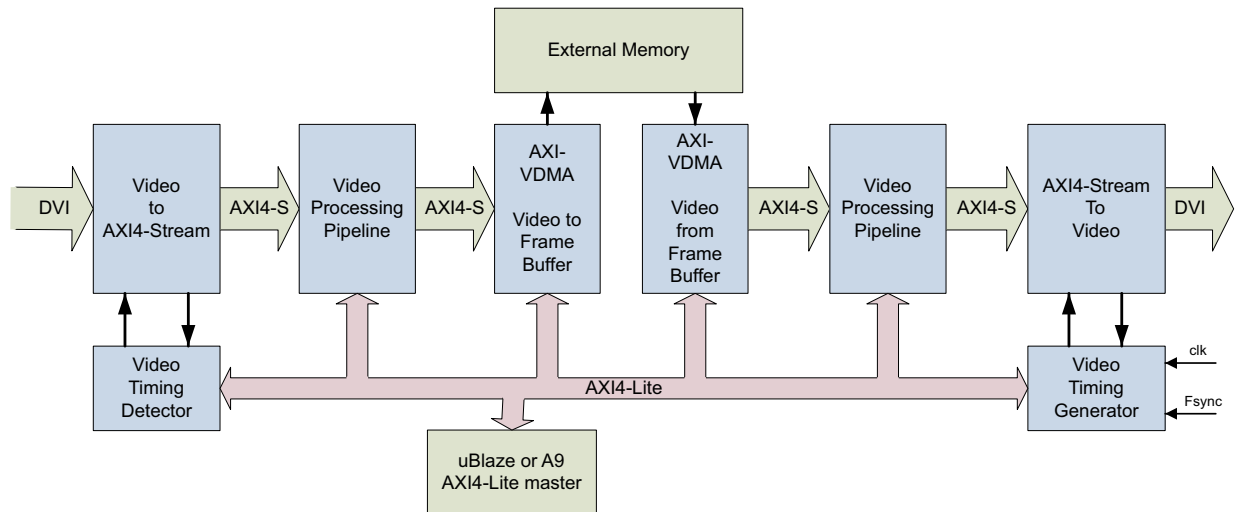 External Memory
DVI
Video
to
AXI4-Stream
AXI4-S
Video
Processing
Pipeline
AXI4-S
AXI-
VDMA
Video to
Frame
Buffer
AXI-
VDMA
Video
from
Frame
Buffer
AXI4-S
Video
Processing
Pipeline
AXI4-S
AXI4-Stream
To
Video
DVI
Video
Timing
Detector
AXI4-Lite
Video
Timing
Generator
clk
Fsync
uBlaze or A9
AXI4-Lite master